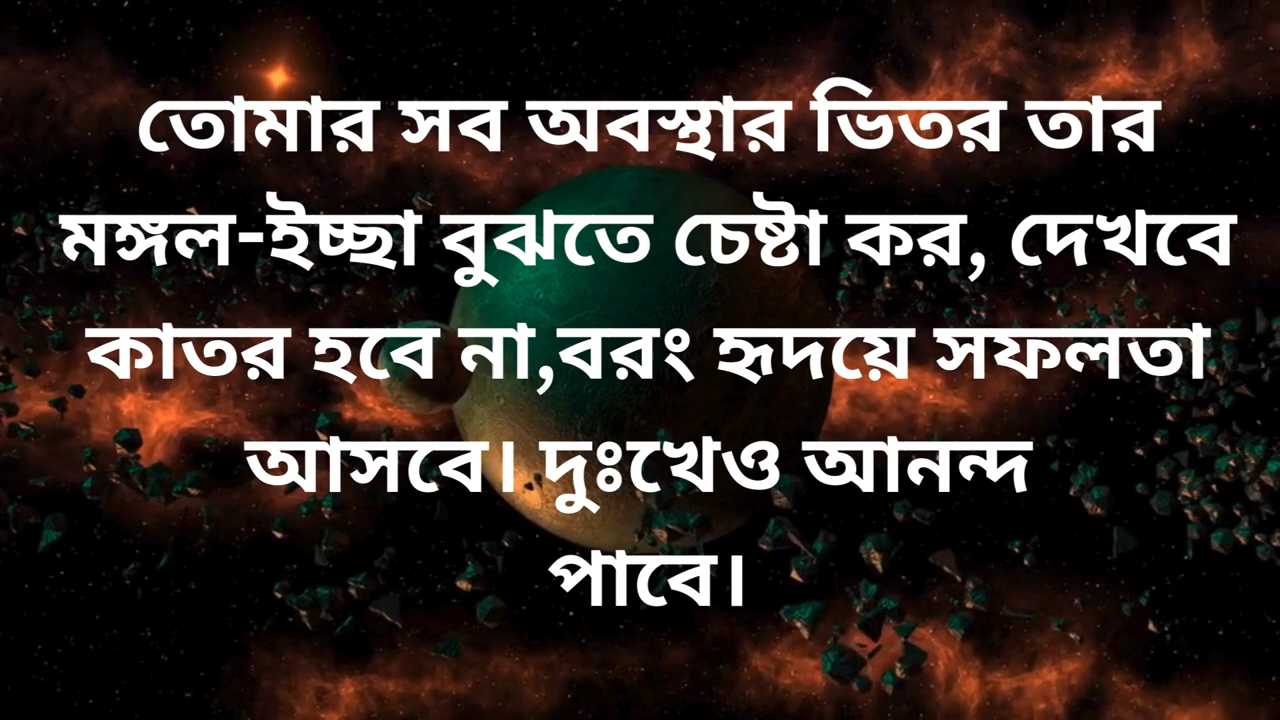 তোমার সব অবস্থার ভিতর তার
মঙ্গল-ইচ্ছা বুঝতে চেষ্টা কর, দেখবে
কাতর হবে না,বরং হৃদয়ে সফলতা
আসবে। দুঃখেও আনন্দ
পাবে।